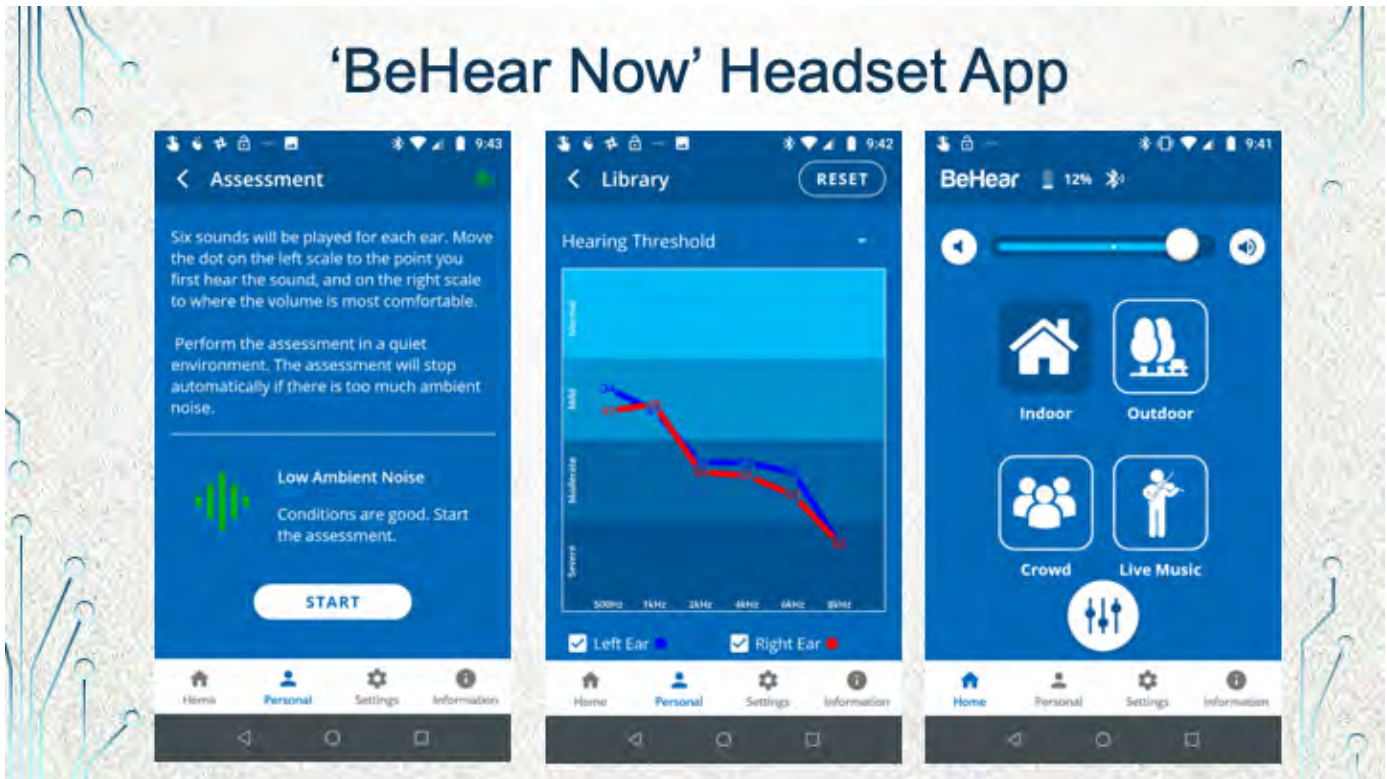 ‘BeHear Now’ Headset App
9:43
Assessment
Six sounds will be played for each ear. Move
the dot on the left scale to the point you
first hear the sound, and on the right scale
to where the volume is most comfortable.
Perform the assessment in a quiet
environment. The assessment will stop
automatically if there is too much ambient
noise.
Low Ambient Noise
Conditions are good. Start
the assessment.
START
Home Personal Settings Information
9:42
Library
RESET
Hearing Threshold
Normal
Mild
Moderate
Severe
34
500Hz 1kHz 2kHz 4kHz 6kHz 8kHz
Left Ear Right Ear
Home Personal Settings Information
9:41
BeHear 12%
Indoor Outdoor
Crowd Live Music
Home Personal Settings Information